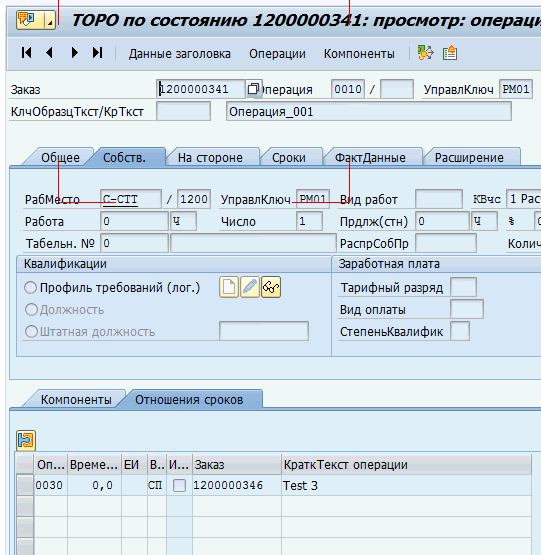 ТОРО по состоянию 1200000341: просмотр: операци
Данные заголовка Операции Компоненты
Заказ 1200000341 Операция 0010 / УправлКлюч PM01
КлчОбразцТкст/КрТкст Операция_001
Общее Собств. На стороне Сроки ФактДанные Расширение
РабМесто С-СТТ / 1200 УправлКлюч PM01 Вид работ КВчс 1 Рас
Работа 0 Ч Число 1 Прдлж(стн) 0 Ч %
Табельн. № 0 РаспрСобПр Колич
Квалификации Заработная плата
Профиль требований (лог.) Тарифный разряд
Должность Вид оплаты
Штатная должность СтепеньКвалифик
Компоненты Отношения сроков
Оп... Време... ЕИ В.. И... Заказ КраткТекст операции
0030 0,0 СП 1200000346 Test 3